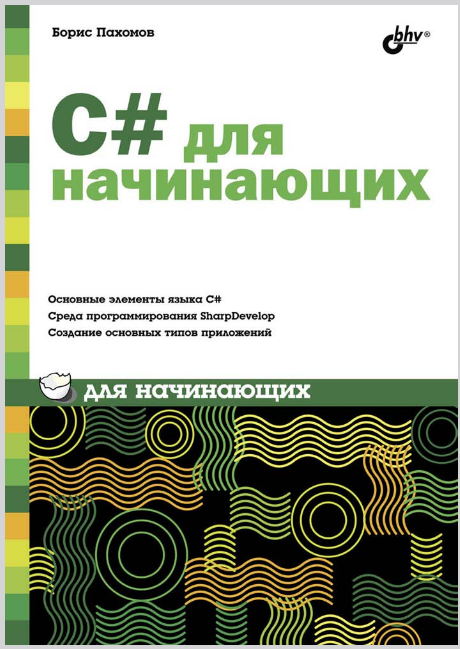 Борис Пахомов
bhv®
C# для
начинающих
Основные элементы языка C#
Среда программирования SharpDevelop
Создание основных типов приложений
для начинающих